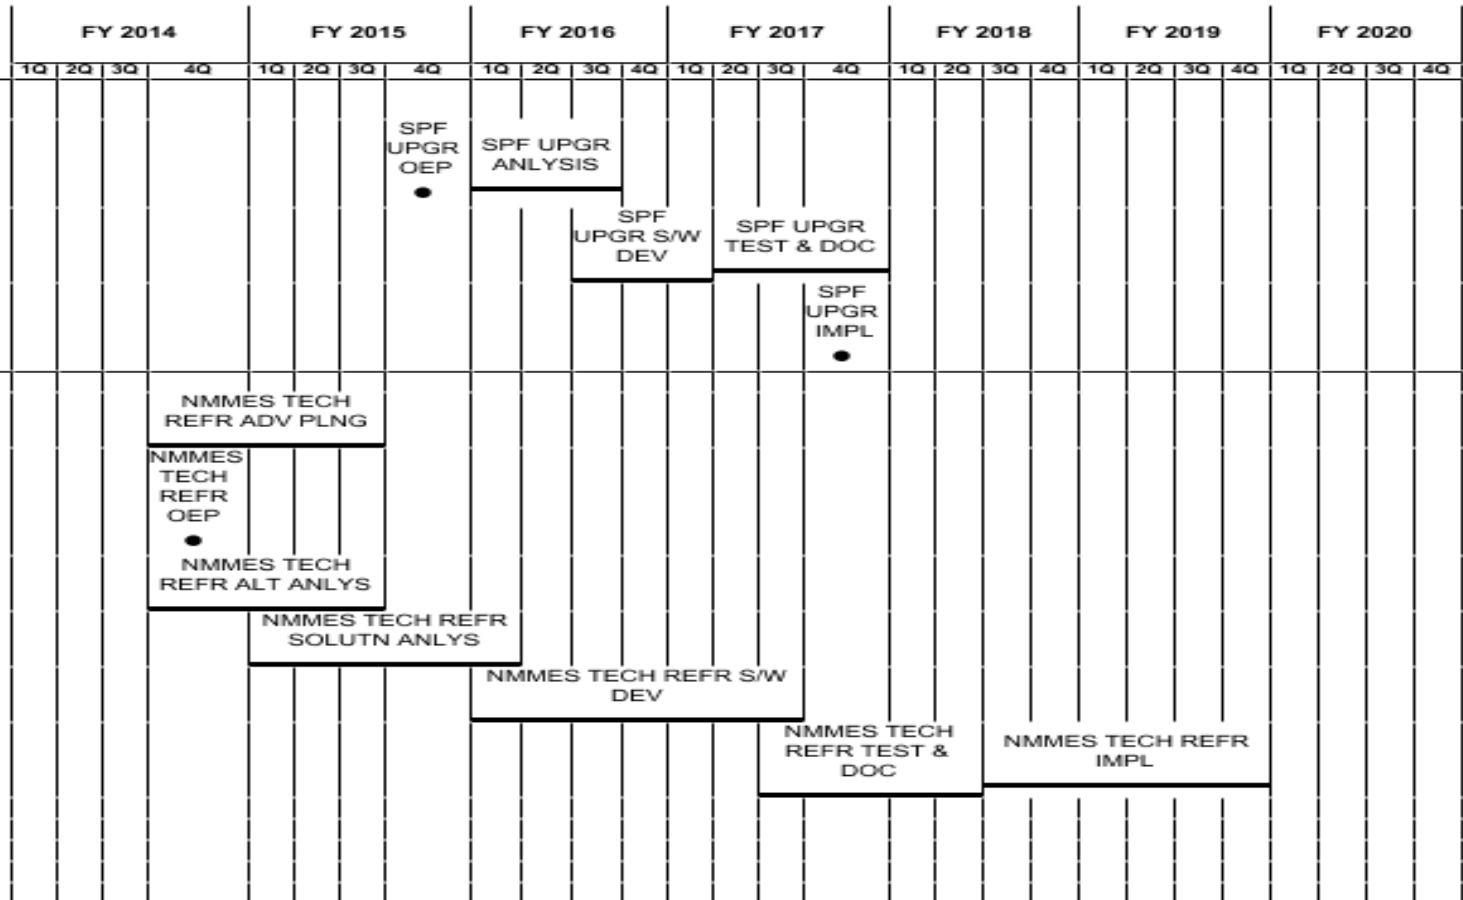 FY 2014 FY 2015 FY 2016 FY 2017 FY 2018 FY 2019 FY 2020
1Q 2Q 3Q 4Q 1Q 2Q 3Q 4Q 1Q 2Q 3Q 4Q 1Q 2Q 3Q 4Q 1Q 2Q 3Q 4Q 1Q 2Q 3Q 4Q 1Q 2Q 3Q 4Q
SPF
UPGR
OEP
SPF UPGR
ANLYSIS
SPF
UPGR S/W
DEV
SPF UPGR
TEST & DOC
SPF
UPGR
IMPL
NMMES TECH
REFR ADV PLNG
NMMES
TECH
REFR
OEP
NMMES TECH
REFR ALT ANLYS
NMMES TECH REFR
SOLUTN ANLYS
NMMES TECH REFR S/W
DEV
NMMES TECH
REFR TEST &
DOC
NMMES TECH REFR
IMPL